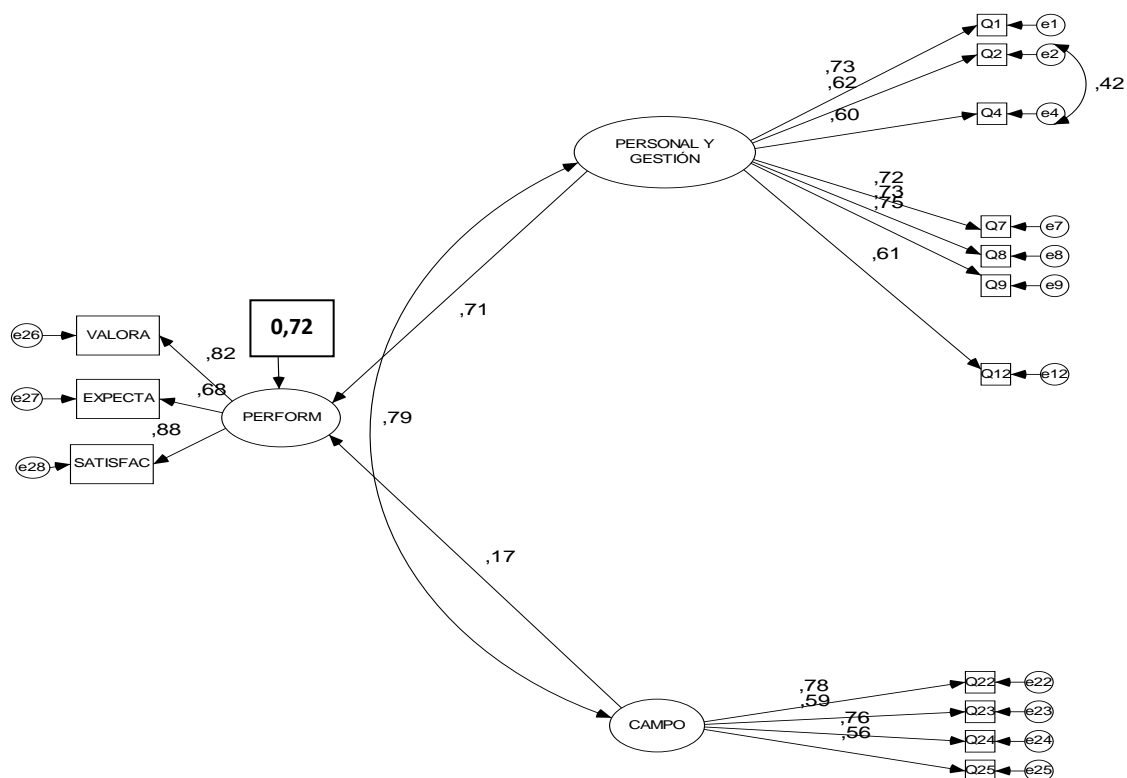 Q1
e1
Q2
e2
,73
,62
,42
Q4
e4
,60
PERSONAL Y
GESTIÓN
,72
,73
,75
Q7
e7
Q8
e8
Q9
e9
,61
,71
0,72
e26
VALORA
,82
Q12
e12
e27
EXPECTA
,68
PERFORM
,79
,88
e28
SATISFAC
,17
,78
,59
Q22
e22
,76
,56
Q23
e23
CAMPO
Q24
e24
Q25
e25